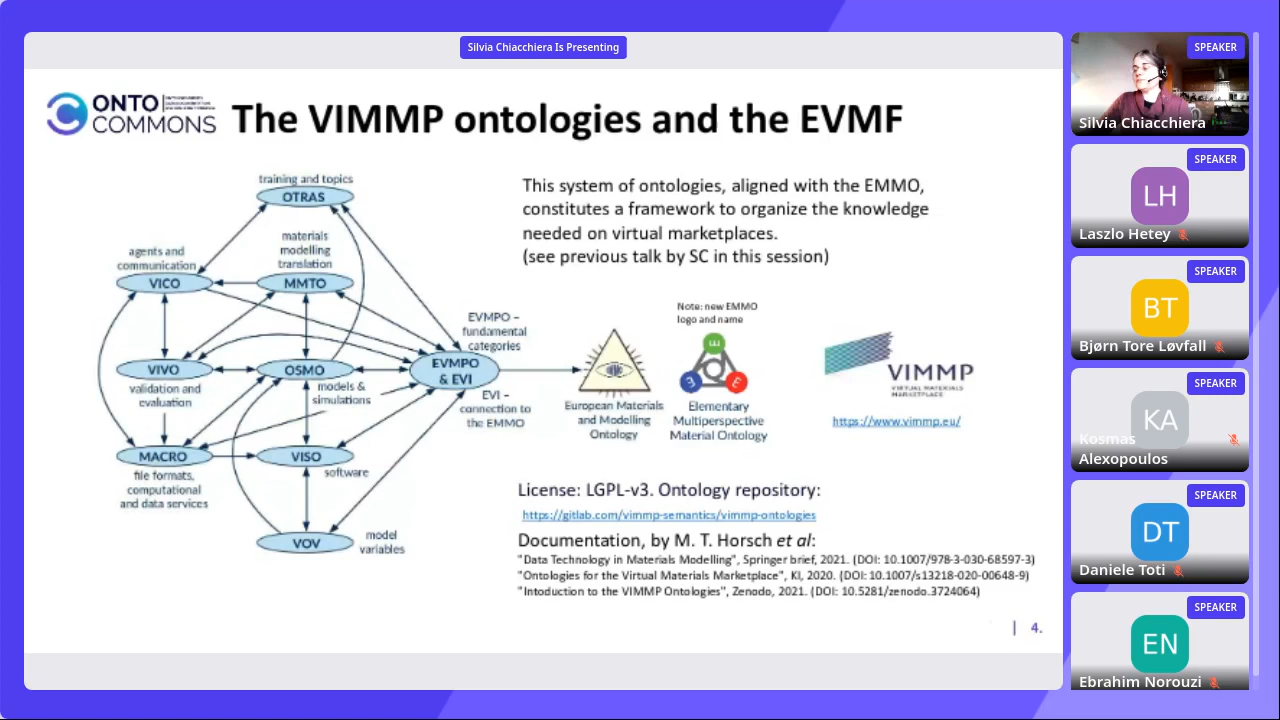 Silvia Chiacchiera Is Presenting
ONTO
COMMONS
The VIMMP ontologies and the EVMF
training and topics
OTRAS
agents and
communication
materials
modelling
translation
VICO
MMTO
VIVO
validation and
evaluation
OSMO
models &
simulations
EVMPO –
fundamental
categories
EVMPO
& EVI
EVI –
connection to
the EMMO
MACRO
file formats,
computational
and data services
VISO
software
VOV
model
variables
This system of ontologies, aligned with the EMMO,
constitutes a framework to organize the knowledge
needed on virtual marketplaces.
(see previous talk by SC in this session)
Note: new EMMO
logo and name
European Materials
and Modelling
Ontology
Elementary
Multiperspective
Material Ontology
VIMMP
VIRTUAL MATERIALS
MARKETPLACE
https://www.vimmp.eu/
License: LGPL-v3. Ontology repository:
https://gitlab.com/vimmp-semantics/vimmp-ontologies
Documentation, by M. T. Horsch et al:
"Data Technology in Materials Modelling", Springer brief, 2021. (DOI: 10.1007/978-3-030-68597-3)
"Ontologies for the Virtual Materials Marketplace", KI, 2020. (DOI: 10.1007/s13218-020-00648-9)
"Intoduction to the VIMMP Ontologies", Zenodo, 2021. (DOI: 10.5281/zenodo.3724064)
| 4.
SPEAKER
Silvia Chiacchiera
SPEAKER
LH
Laszlo Hetey
SPEAKER
BT
Bjørn Tore Løvfall
SPEAKER
KA
Kosmas
Alexopoulos
SPEAKER
DT
Daniele Toti
SPEAKER
EN
Ebrahim Norouzi